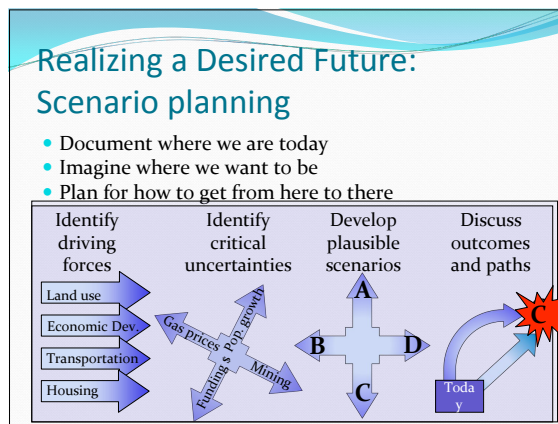 Realizing a Desired Future:
Scenario planning
• Document where we are today
• Imagine where we want to be
• Plan for how to get from here to there
Identify
driving
forces
Land use
Economic Dev.
Transportation
Housing
Identify
critical
uncertainties
Gas prices
Pop. growth
Funding $
Mining
Develop
plausible
scenarios
A
B
D
C
Discuss
outcomes
and paths
C
Toda
y